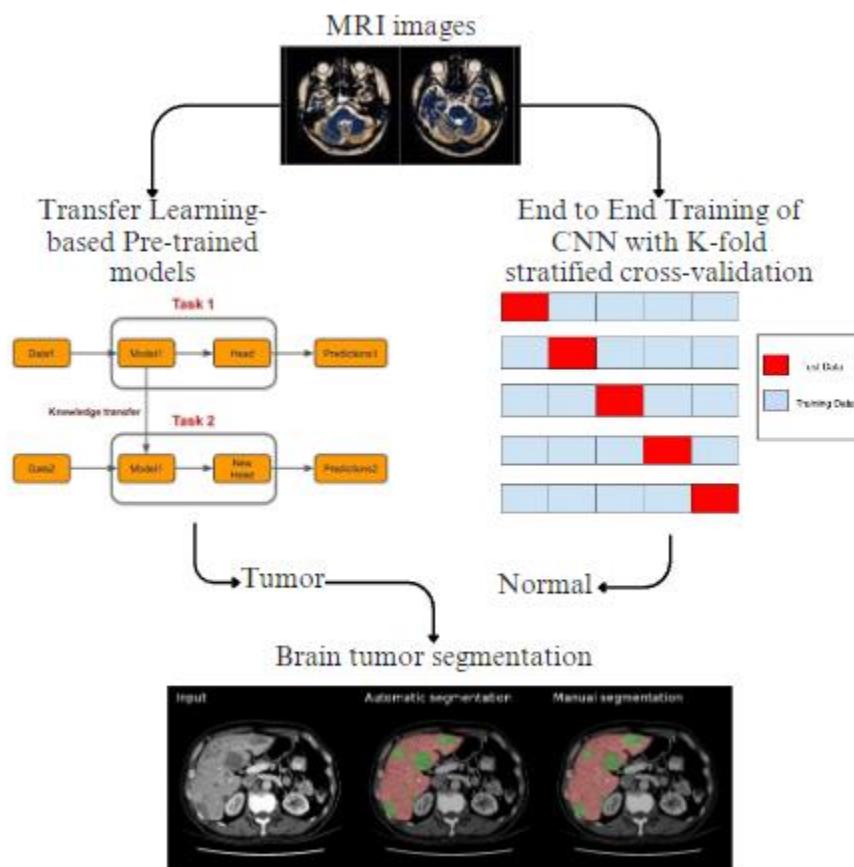 MRI images
Transfer Learning-
based Pre-trained
models
End to End Training of
CNN with K-fold
stratified cross-validation
Task 1
Data1
Model1
Head
Predictions1
Knowledge transfer
Task 2
Data2
Model1
New
Head
Predictions2
Test Data
Training Data
Tumor
Normal
Brain tumor segmentation
Input
Automatic segmentation
Manual segmentation